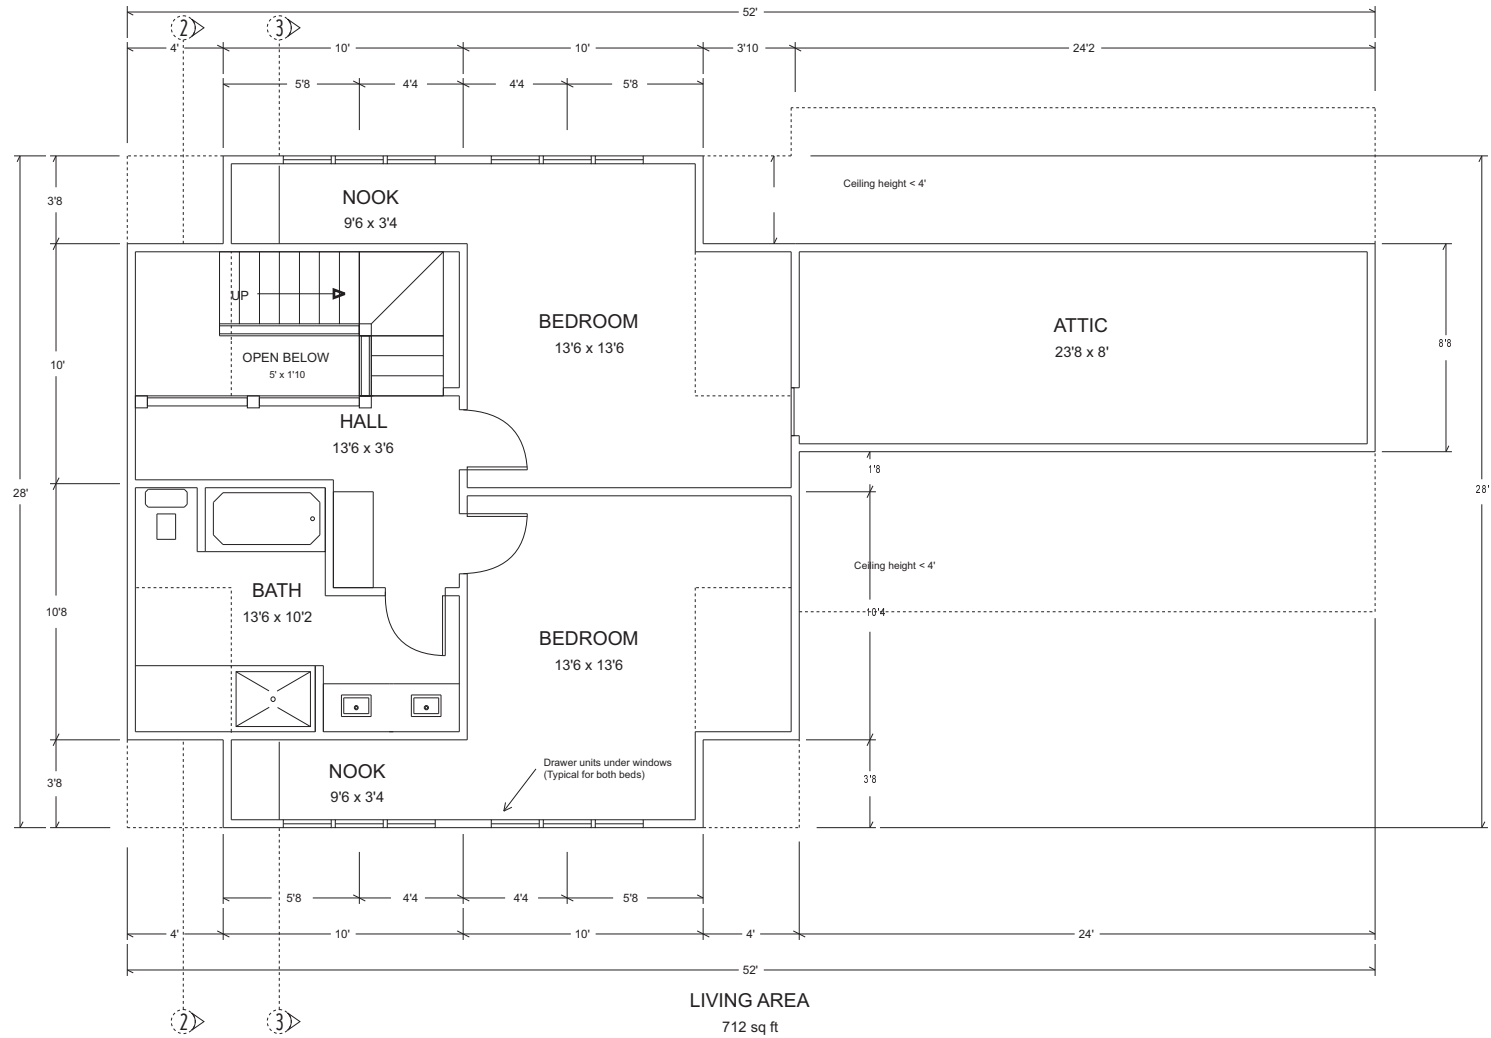 52'
2 3
4' 10' 10' 3'10 24'2
5'8 4'4 4'4 5'8
Ceiling height < 4'
NOOK
9'6 x 3'4
3'8
UP
BEDROOM
13'6 x 13'6
ATTIC
23'8 x 8'
8'8
OPEN BELOW
5' x 1'10
10'
HALL
13'6 x 3'6
1'8
28'
28'
Ceiling height < 4'
BATH
13'6 x 10'2
10'8
10'4
BEDROOM
13'6 x 13'6
Drawer units under windows
(Typical for both beds)
NOOK
9'6 x 3'4
3'8
3'8
5'8 4'4 4'4 5'8
4' 10' 10' 4' 24'
52'
LIVING AREA
712 sq ft
2 3